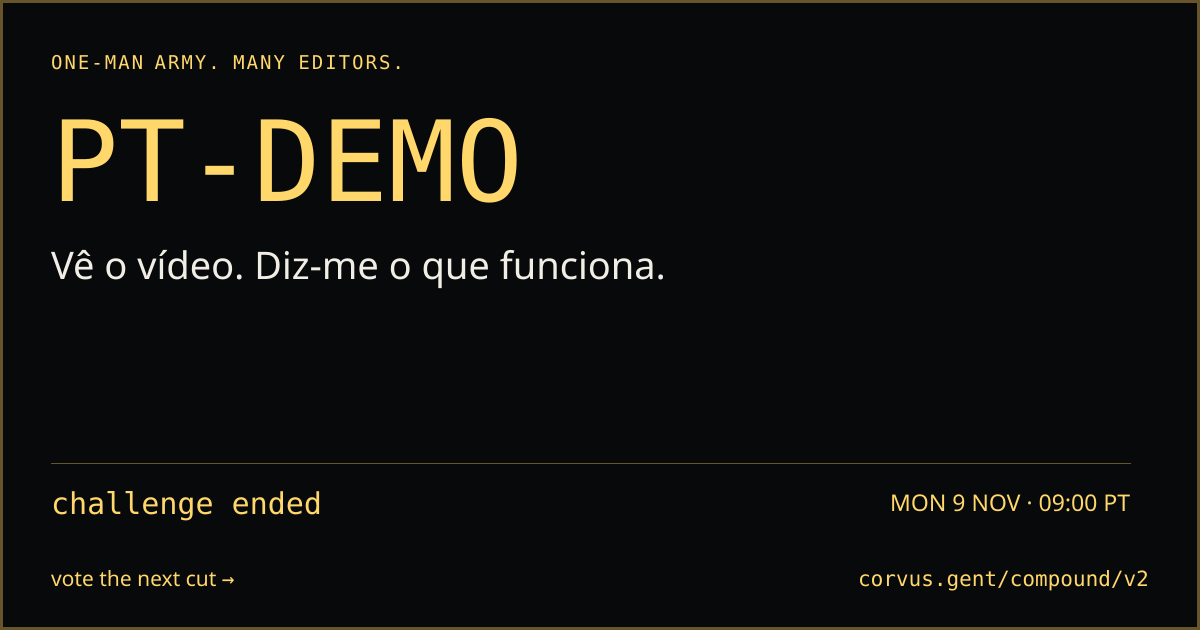 ONE-MAN ARMY. MANY EDITORS.
PT-DEMO
Vê o vídeo. Diz-me o que funciona.
challenge ended
MON 9 NOV · 09:00 PT
vote the next cut →
corvus.gent/compound/v2